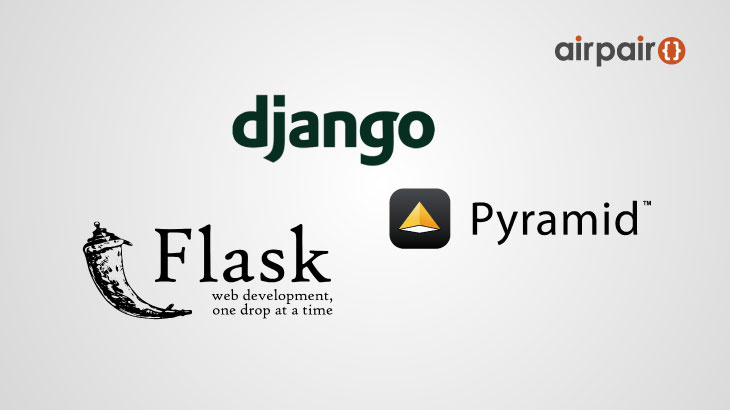 airpair{}
django
Pyramid™
Flask
web development,
one drop at a time